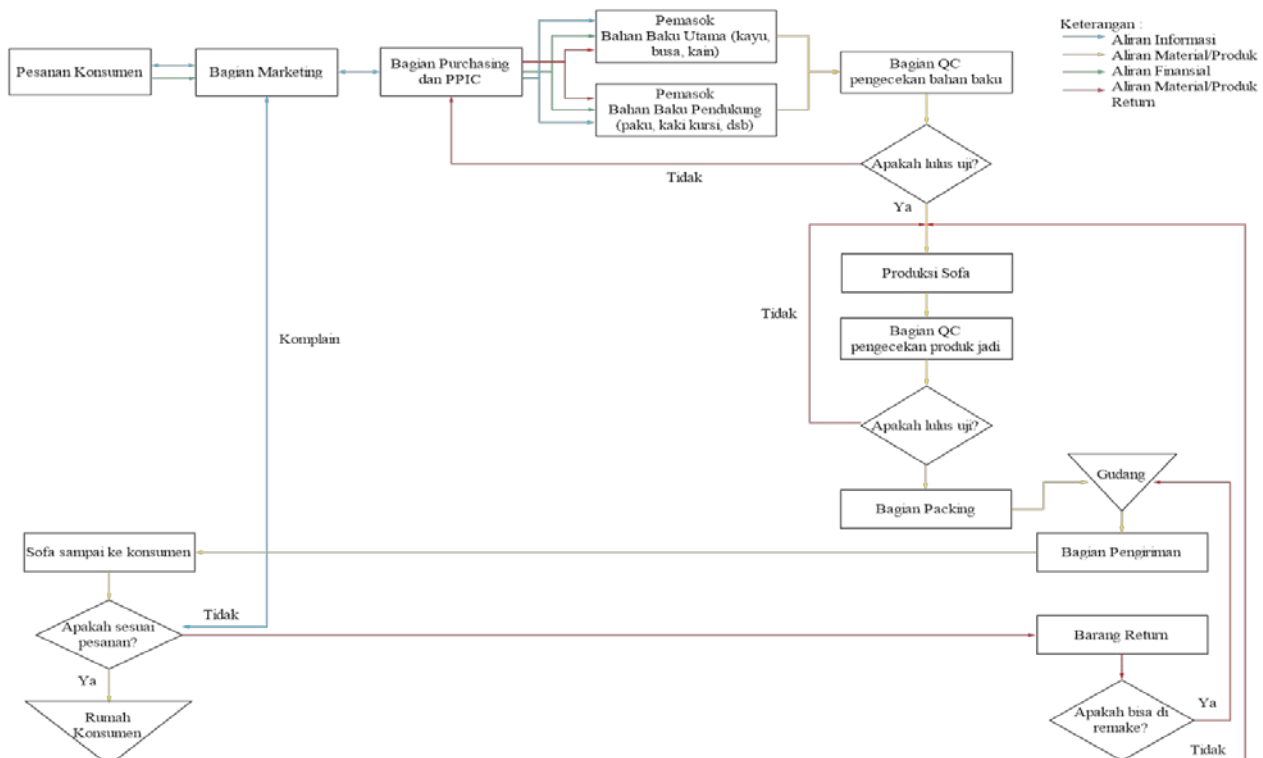 Keterangan :
Aliran Informasi
Aliran Material/Produk
Aliran Finansial
Aliran Material/Produk
Return
Pesanan Konsumen
Bagian Marketing
Bagian Purchasing
dan PPIC
Pemasok
Bahan Baku Utama (kayu,
busa, kain)
Pemasok
Bahan Baku Pendukung
(paku, kaki kursi, dsb)
Bagian QC
pengecekan bahan baku
Apakah lulus uji?
Tidak
Ya
Produksi Sofa
Tidak
Bagian QC
pengecekan produk jadi
Komplain
Apakah lulus uji?
Gudang
Bagian Packing
Sofa sampai ke konsumen
Bagian Pengiriman
Tidak
Apakah sesuai
pesanan?
Barang Return
Ya
Rumah
Konsumen
Apakah bisa di
remake?
Ya
Tidak